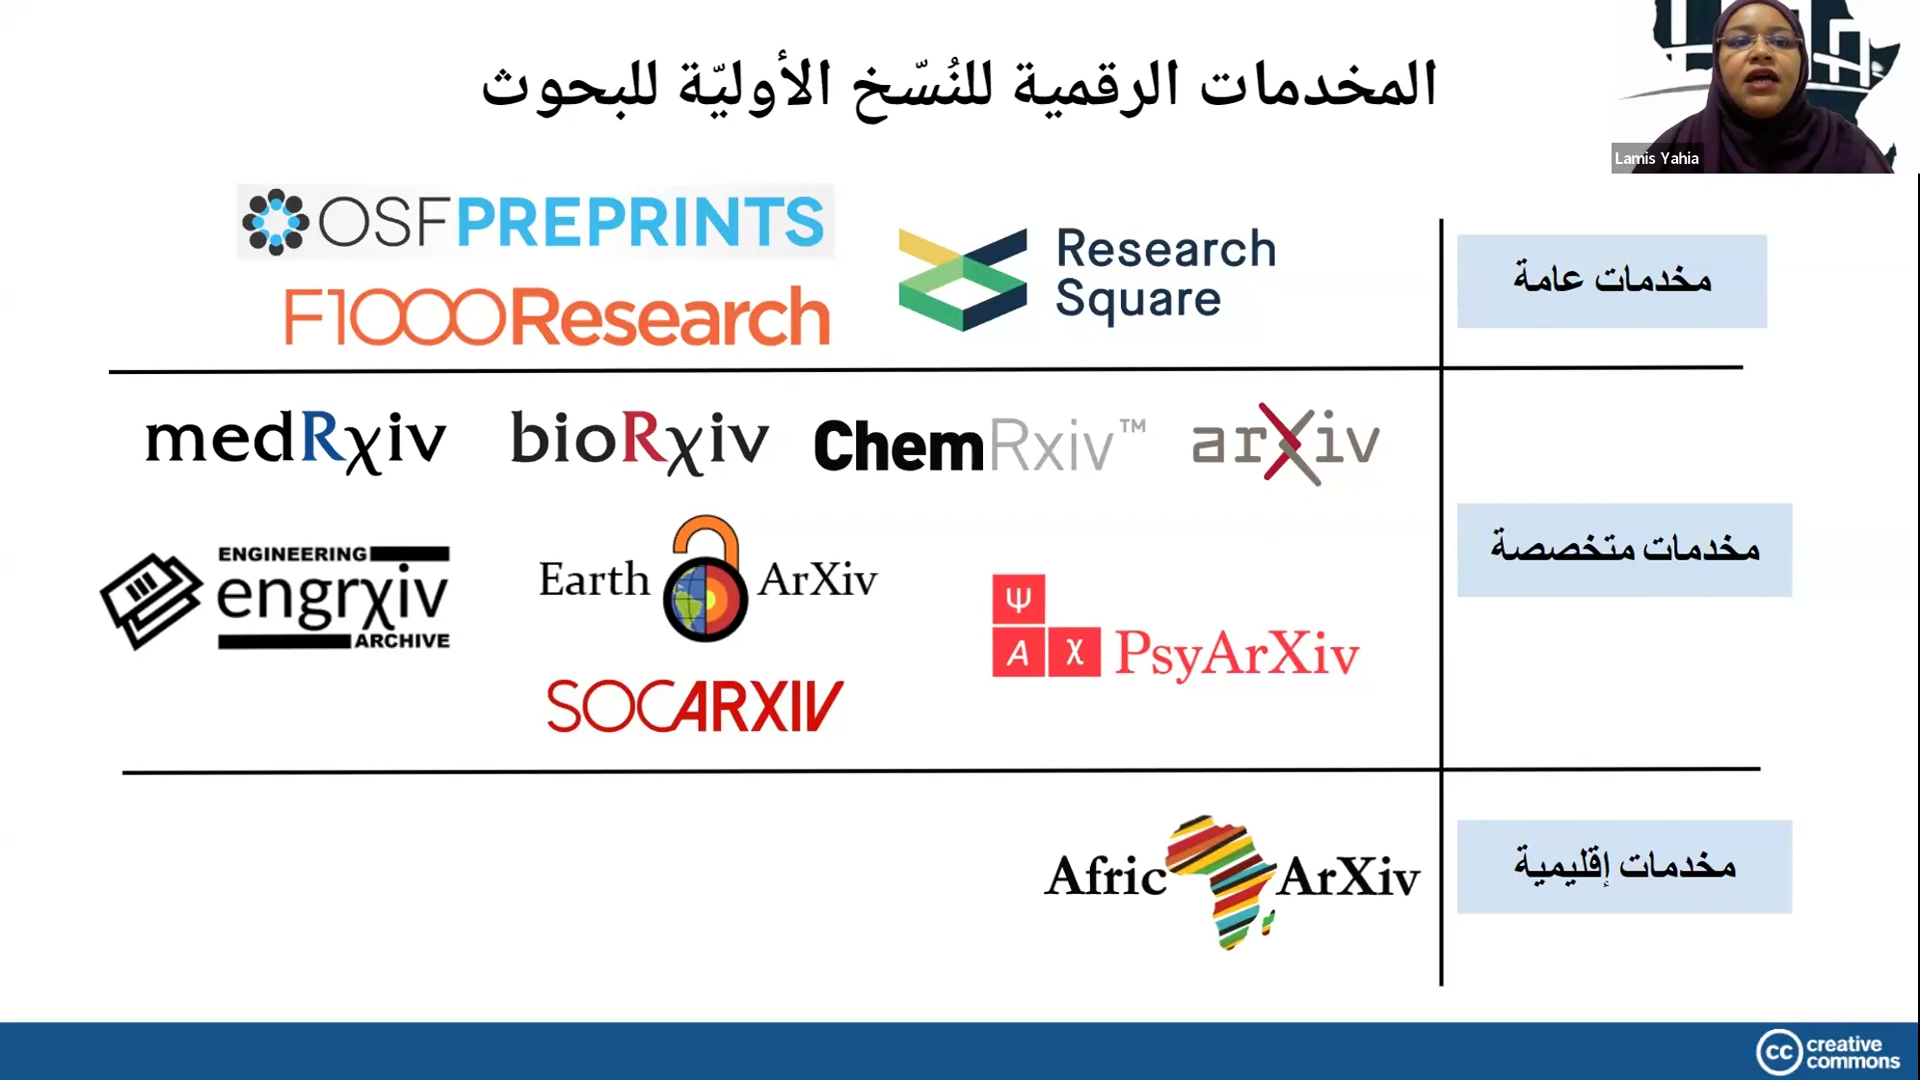 المخدمات الرقمية للنُسّخ الأوليّة للبحوث
Lamis Yahia
مخدمات عامة
Research
Square
OSFPREPRINTS
F1000Research
مخدمات متخصصة
arXiv
ChemRxiv™
bioRχiv
medRχiv
Ψ
A χ
PsyArXiv
Earth ArXiv
ENGINEERING
engrχiv
ARCHIVE
SOCARXIV
مخدمات إقليمية
Afric ArXiv
cc creative
commons